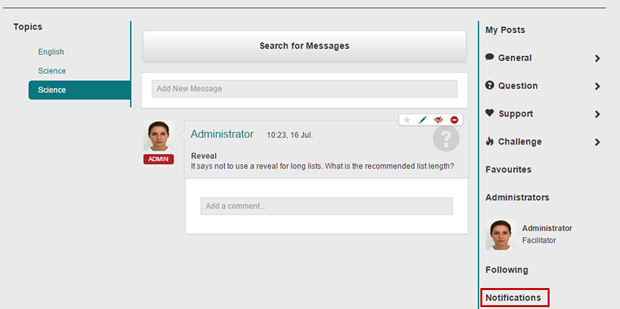 Topics
English
Science
Science
Search for Messages
Add New Message
Administrator 10:23, 16 Jul.
ADMIN
Reveal
It says not to use a reveal for long lists. What is the recommended list length?
Add a comment...
My Posts
General
Question
Support
Challenge
Favourites
Administrators
Administrator
Facilitator
Following
Notifications